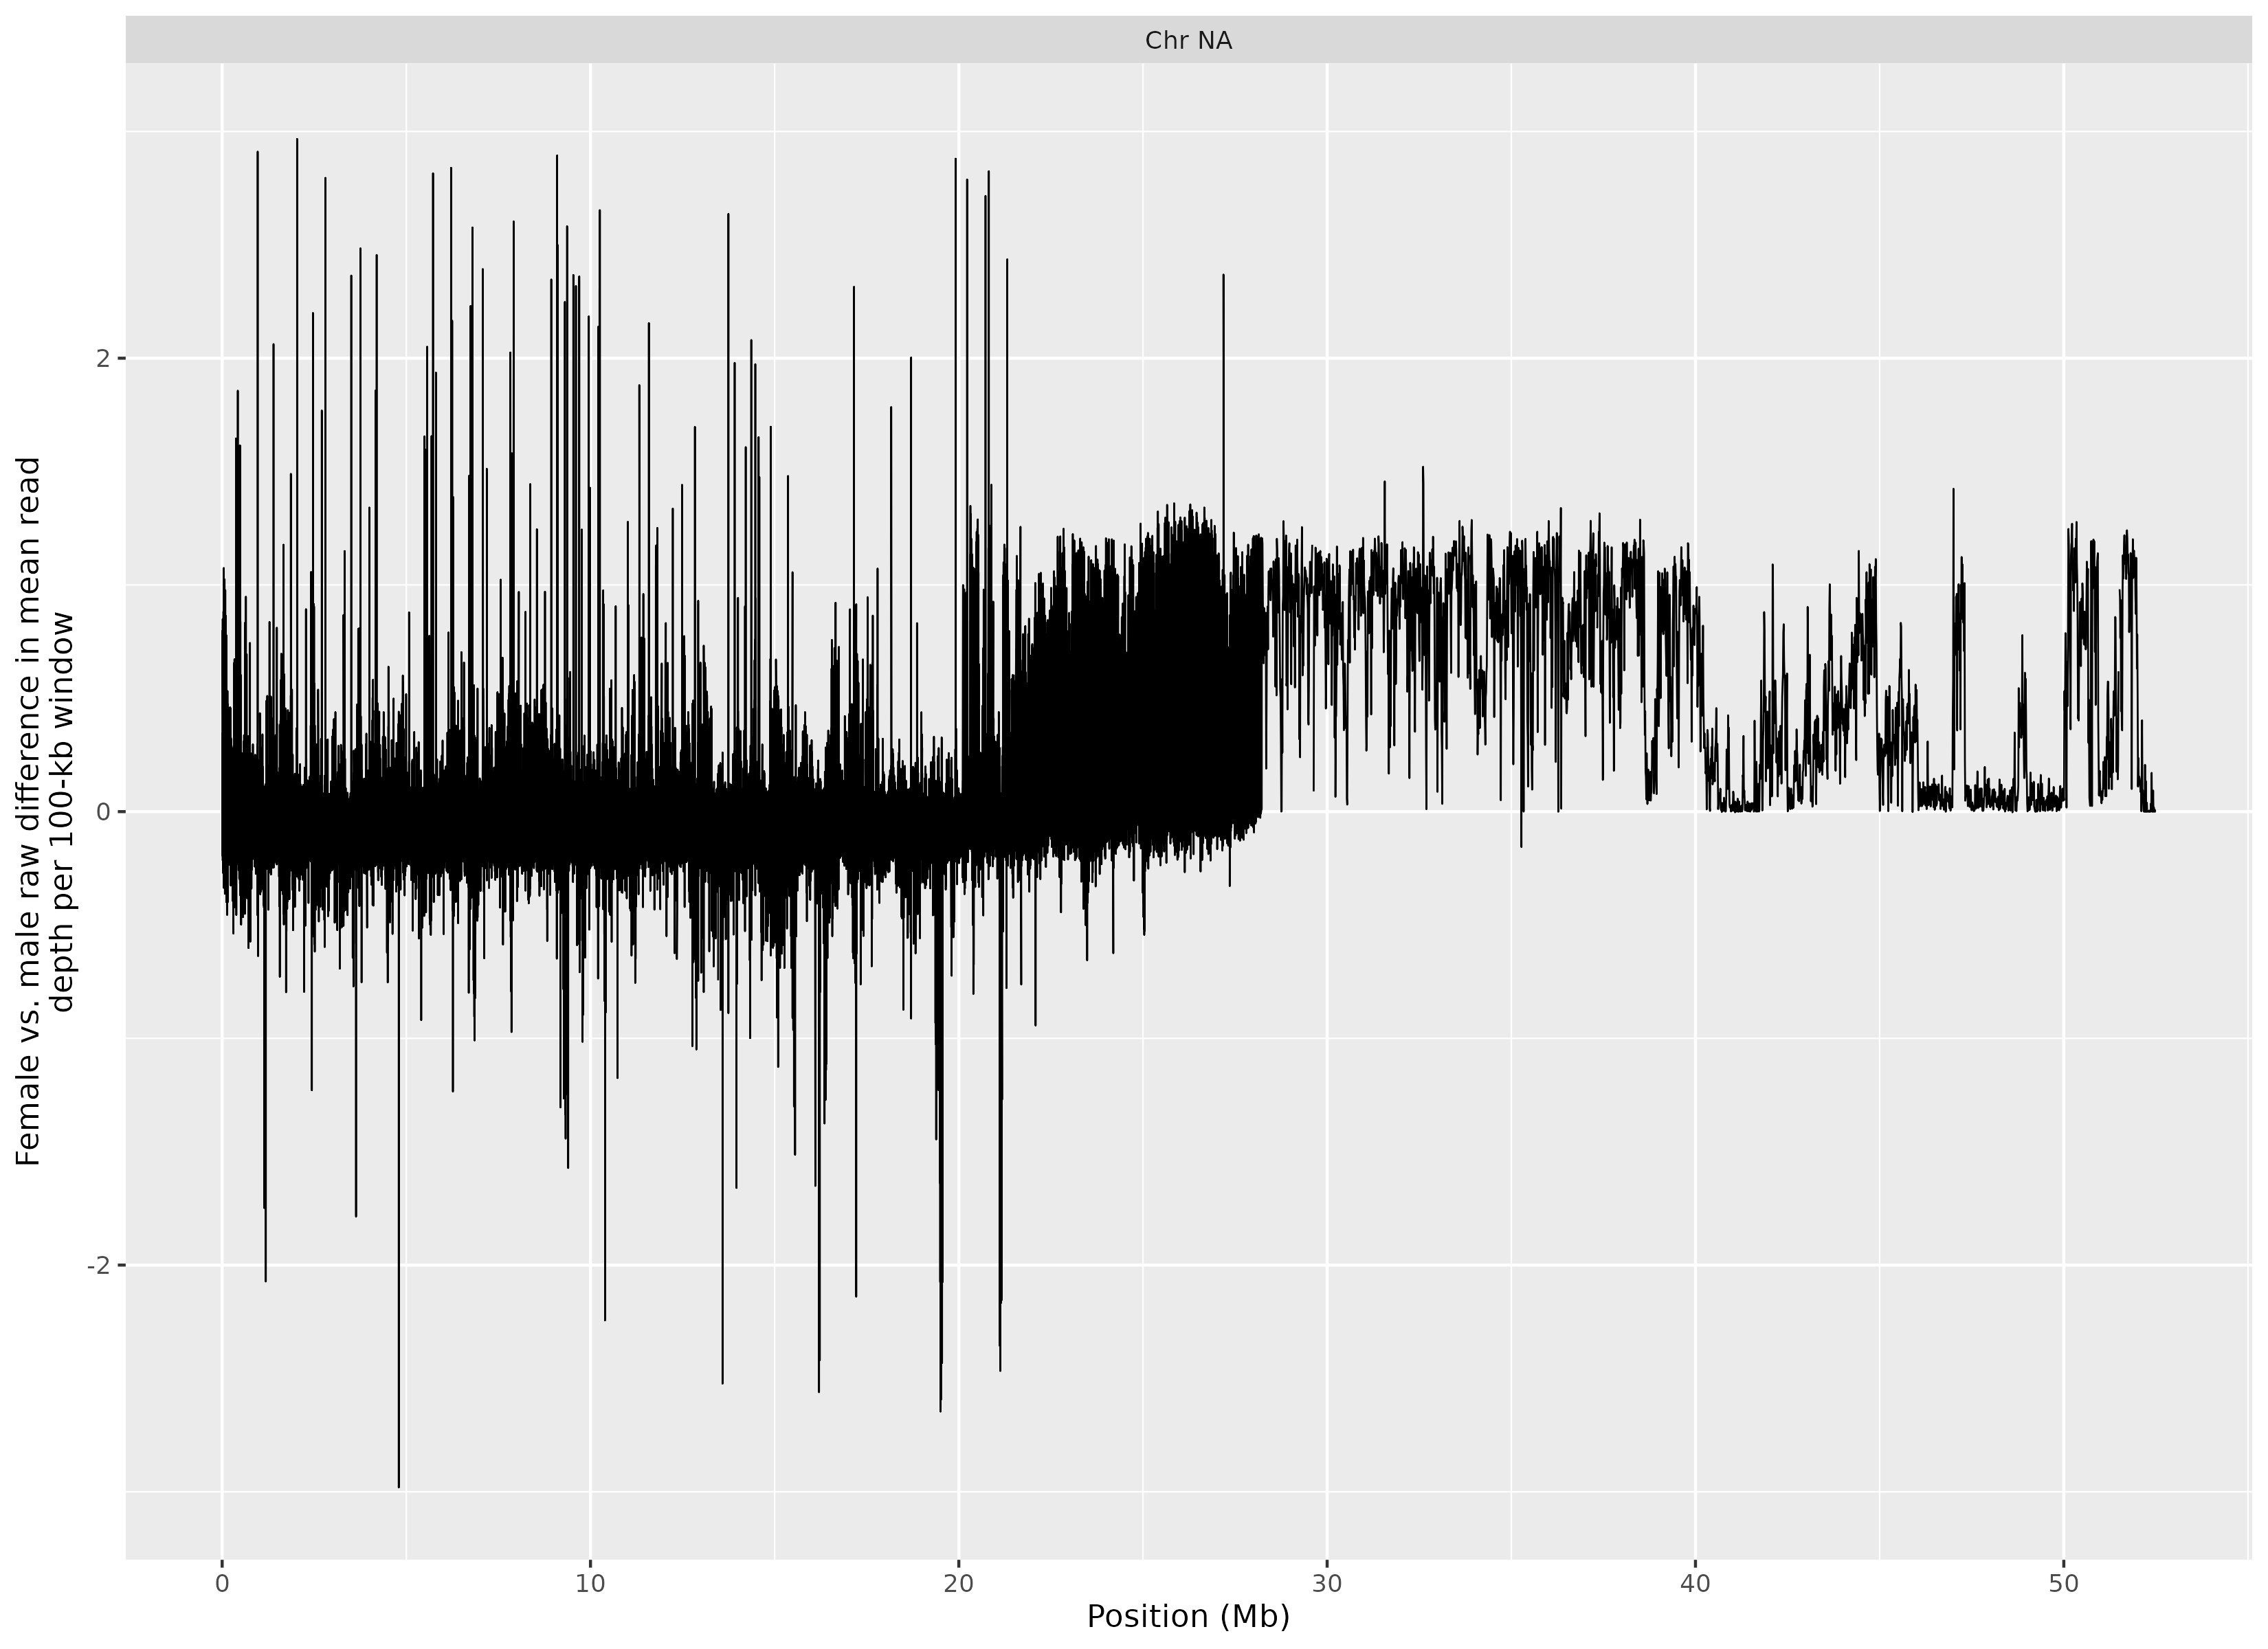 Chr NA
Female vs. male raw difference in mean read
depth per 100-kb window
2
0
-2
0 10 20 30 40 50
Position (Mb)